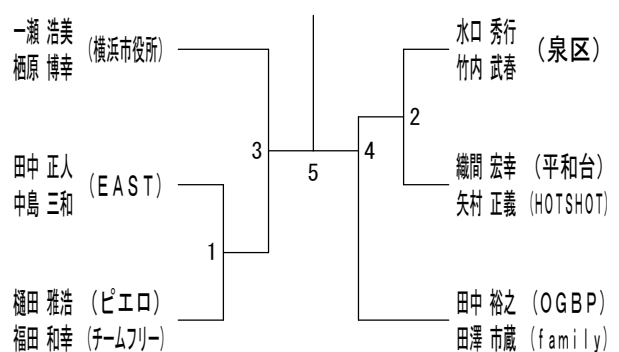 一瀬 浩美
栖原 博幸
(横浜市役所)
田中 正人
中島 三和
(EAST)
樋田 雅浩 (ピエロ)
福田 和幸 (チームフリー)
1
3
5
4
2
水口 秀行
竹内 武春
(泉区)
織間 宏幸 (平和台)
矢村 正義 (HOTSHOT)
田中 裕之 (OGBP)
田澤 市蔵 (family)